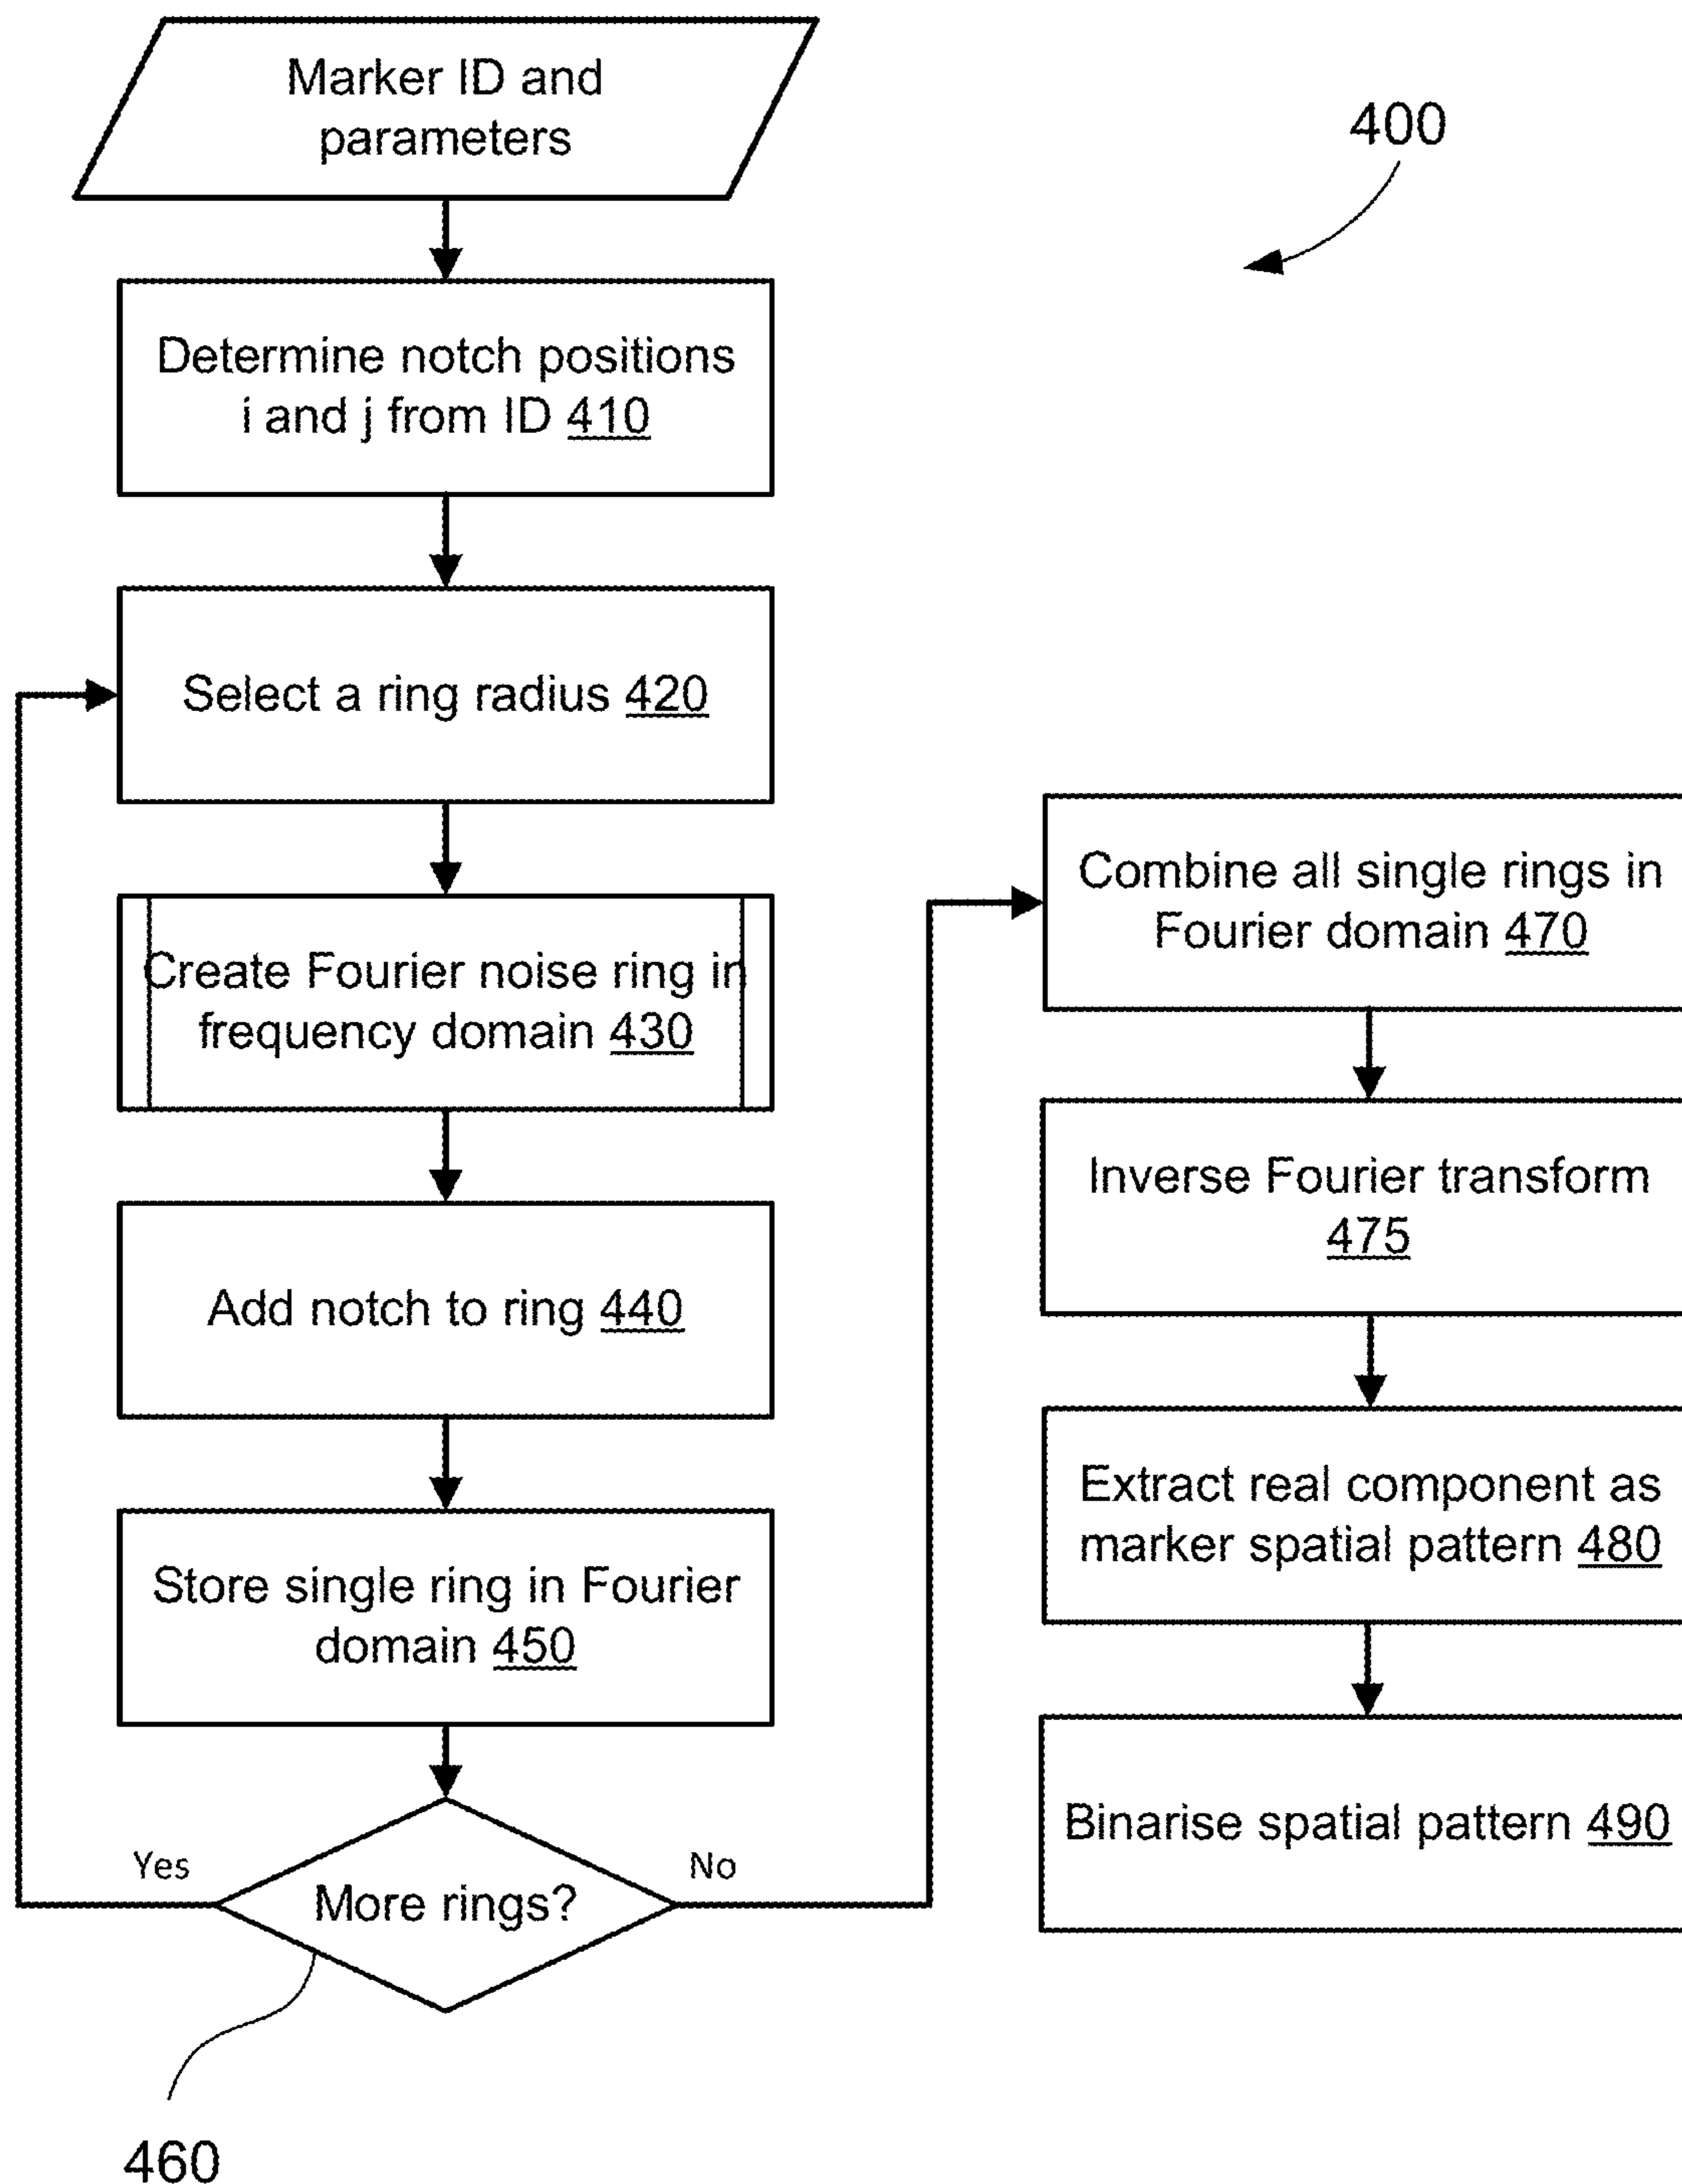 Marker ID and
parameters
400
Determine notch positions
i and j from ID 410
Select a ring radius 420
Create Fourier noise ring in
frequency domain 430
Add notch to ring 440
Store single ring in Fourier
domain 450
Yes
More rings?
No
460
Combine all single rings in
Fourier domain 470
Inverse Fourier transform
475
Extract real component as
marker spatial pattern 480
Binarise spatial pattern 490